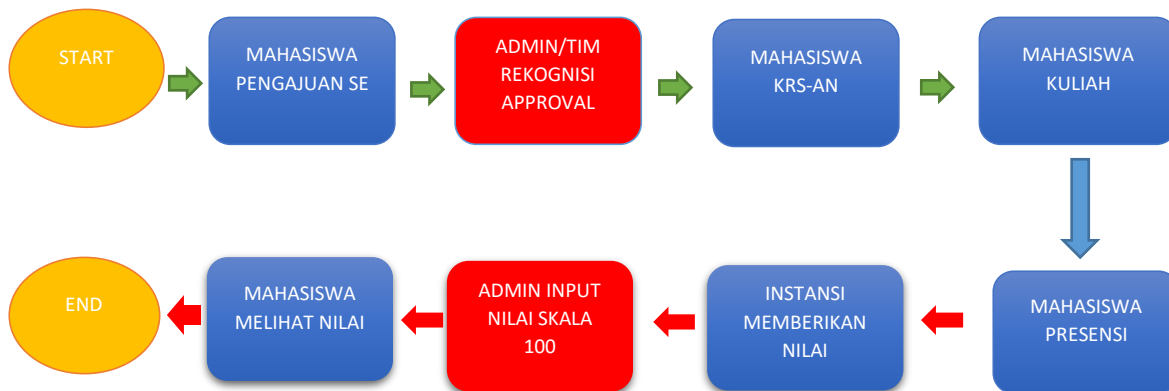 START
MAHASISWA
PENGAJUAN SE
ADMIN/TIM
REKOGNISI
APPROVAL
MAHASISWA
KRS-AN
MAHASISWA
KULIAH
MAHASISWA
PRESENSI
INSTANSI
MEMBERIKAN
NILAI
ADMIN INPUT
NILAI SKALA
100
MAHASISWA
MELIHAT NILAI
END